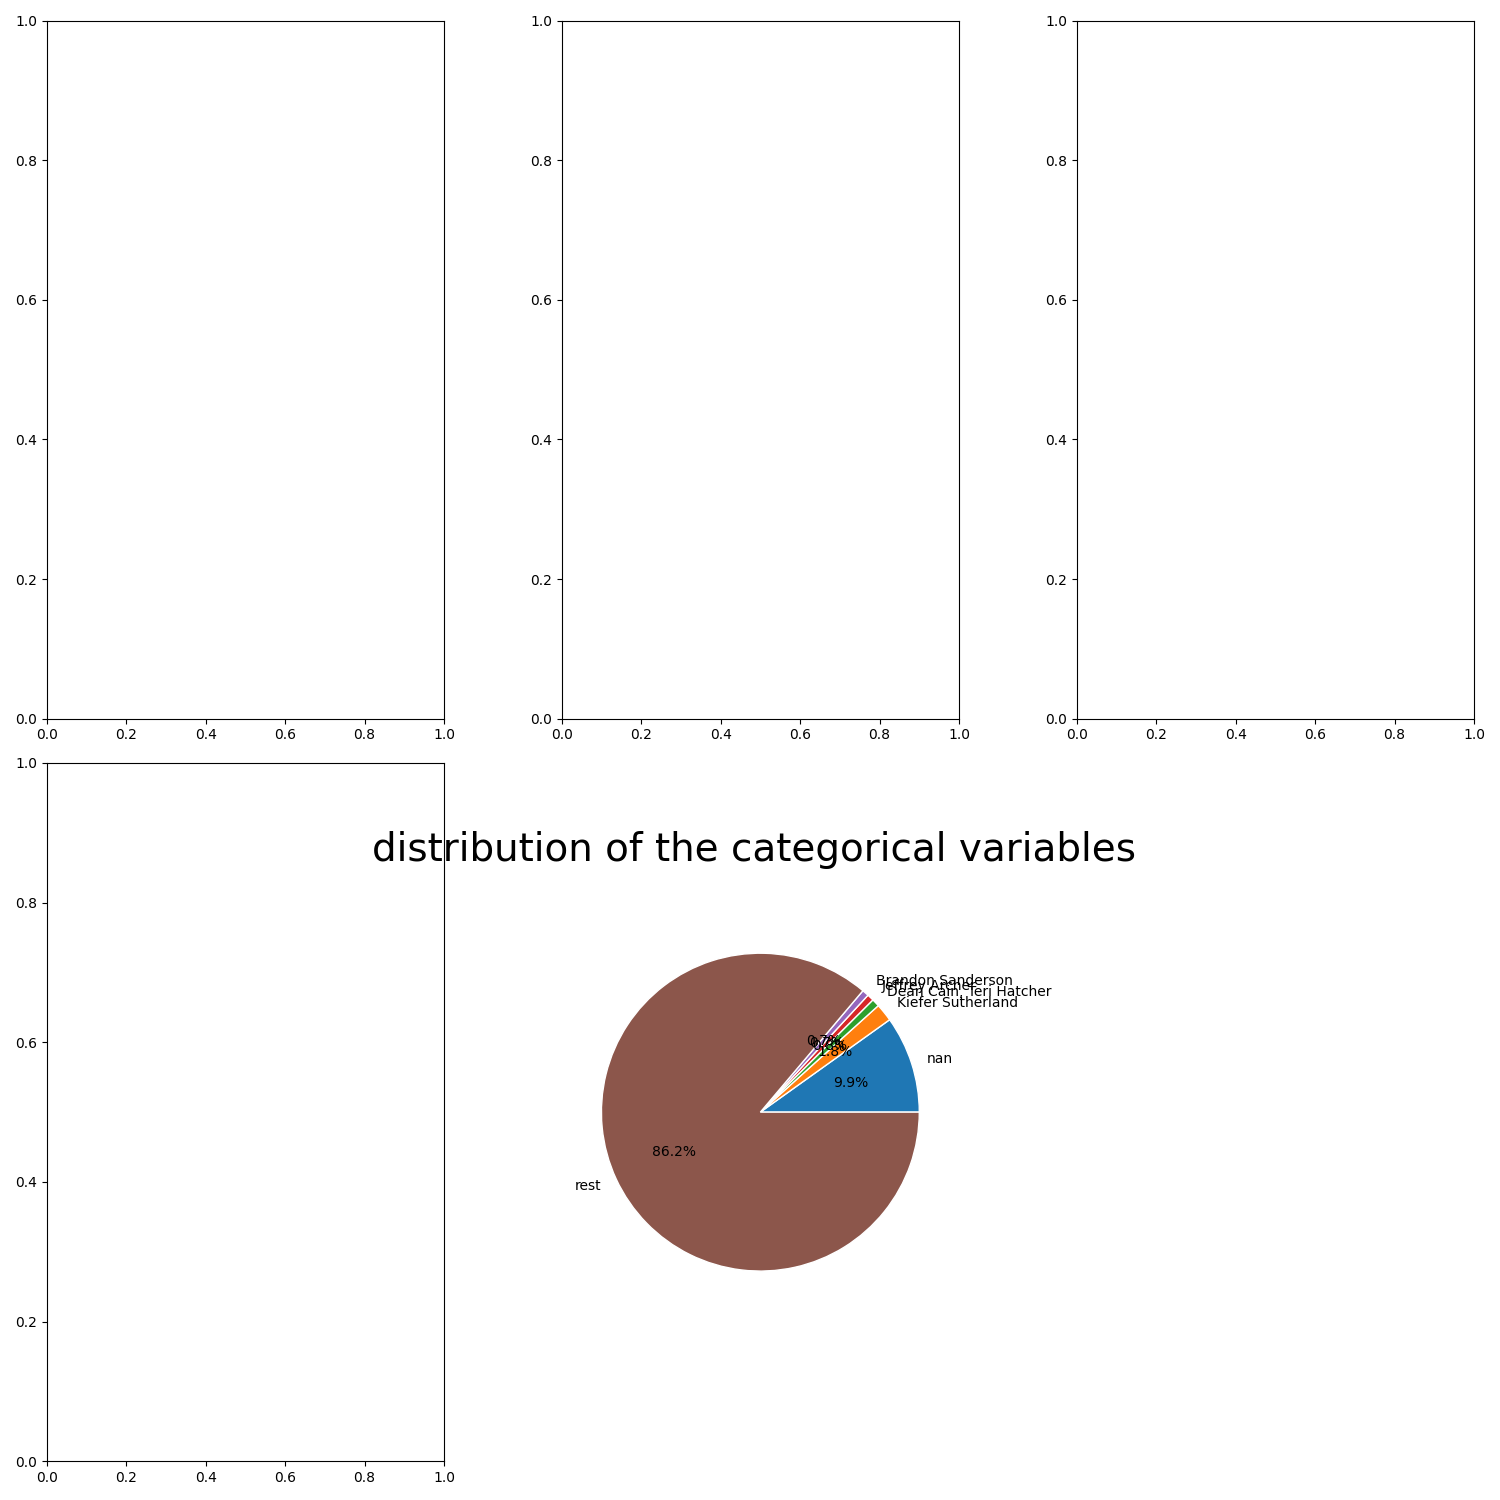 1.0
0.8
0.6
0.4
0.2
0.0
0.0 0.2 0.4 0.6 0.8 1.0
1.0
0.8
0.6
0.4
0.2
0.0
0.0 0.2 0.4 0.6 0.8 1.0
1.0
0.8
0.6
0.4
0.2
0.0
0.0 0.2 0.4 0.6 0.8 1.0
1.0
0.8
0.6
0.4
0.2
0.0
0.0 0.2 0.4 0.6 0.8 1.0
distribution of the categorical variables
Brandon Sanderson
Jeffrey Archer
Dean Cain, Teri Hatcher
Kiefer Sutherland
nan
rest
0.7%
1.8%
9.9%
86.2%